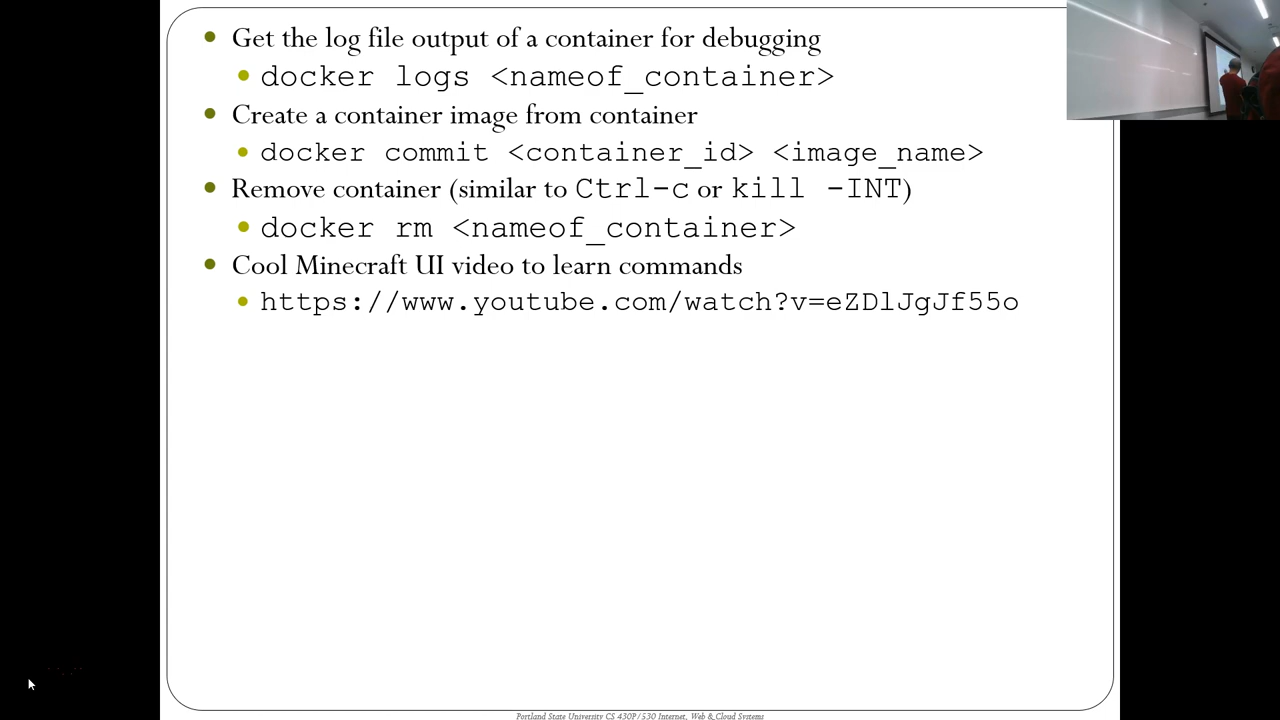 Get the log file output of a container for debugging
docker logs <nameof_container>
Create a container image from container
docker commit <container_id> <image_name>
Remove container (similar to Ctrl-c or kill -INT)
docker rm <nameof_container>
Cool Minecraft UI video to learn commands
https://www.youtube.com/watch?v=eZDlJgJf55o
Portland State University CS 430P/530 Internet, Web & Cloud Systems